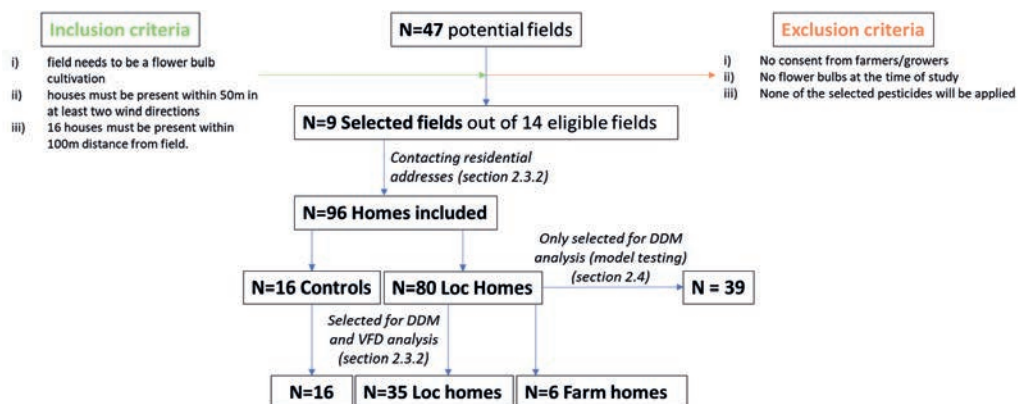 Inclusion criteria
i) field needs to be a flower bulb
cultivation
ii) houses must be present within 50m in
at least two wind directions
iii) 16 houses must be present within
100m distance from field.
N=47 potential fields
Exclusion criteria
i) No consent from farmers/growers
ii) No flower bulbs at the time of study
iii) None of the selected pesticides will be applied
N=9 Selected fields out of 14 eligible fields
Contacting residential
addresses (section 2.3.2)
N=96 Homes included
Only selected for DDM
analysis (model testing)
(section 2.4)
N=16 Controls
N=80 Loc Homes
N = 39
Selected for DDM
and VFD analysis
(section 2.3.2)
N=16
N=35 Loc homes
N=6 Farm homes